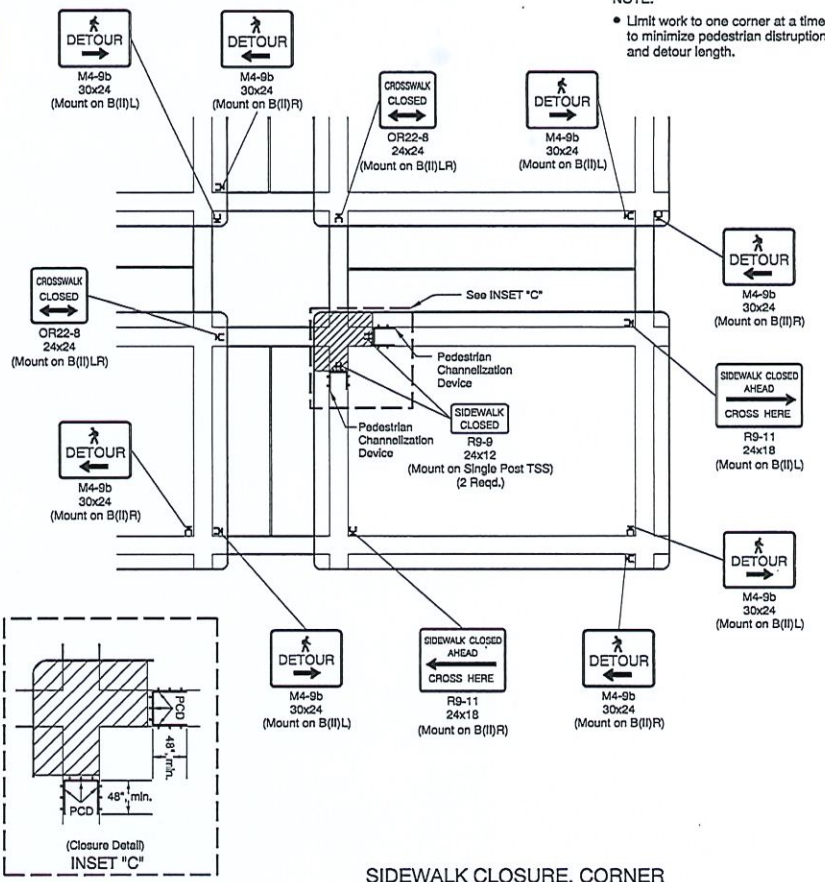 NOTE:
• Limit work to one corner at a time
to minimize pedestrian distruption
and detour length.
DETOUR
M4-9b
30x24
(Mount on B(II)L)
DETOUR
M4-9b
30x24
(Mount on B(II)R)
CROSSWALK
CLOSED
OR22-8
24x24
(Mount on B(II)LR)
DETOUR
M4-9b
30x24
(Mount on B(II)L)
DETOUR
M4-9b
30x24
(Mount on B(II)R)
CROSSWALK
CLOSED
OR22-8
24x24
(Mount on B(II)LR)
See INSET "C"
Pedestrian
Channelization
Device
SIDEWALK CLOSED
AHEAD
CROSS HERE
R9-11
24x18
(Mount on B(II)L)
SIDEWALK
CLOSED
R9-9
24x12
(Mount on Single Post TSS)
(2 Reqd.)
Pedestrian
Channelization
Device
DETOUR
M4-9b
30x24
(Mount on B(II)R)
DETOUR
M4-9b
30x24
(Mount on B(II)L)
DETOUR
M4-9b
30x24
(Mount on B(II)L)
SIDEWALK CLOSED
AHEAD
CROSS HERE
R9-11
24x18
(Mount on B(II)R)
DETOUR
M4-9b
30x24
(Mount on B(II)R)
PCD
48", min.
48", min.
PCD
(Closure Detail)
INSET "C"
SIDEWALK CLOSURE, CORNER